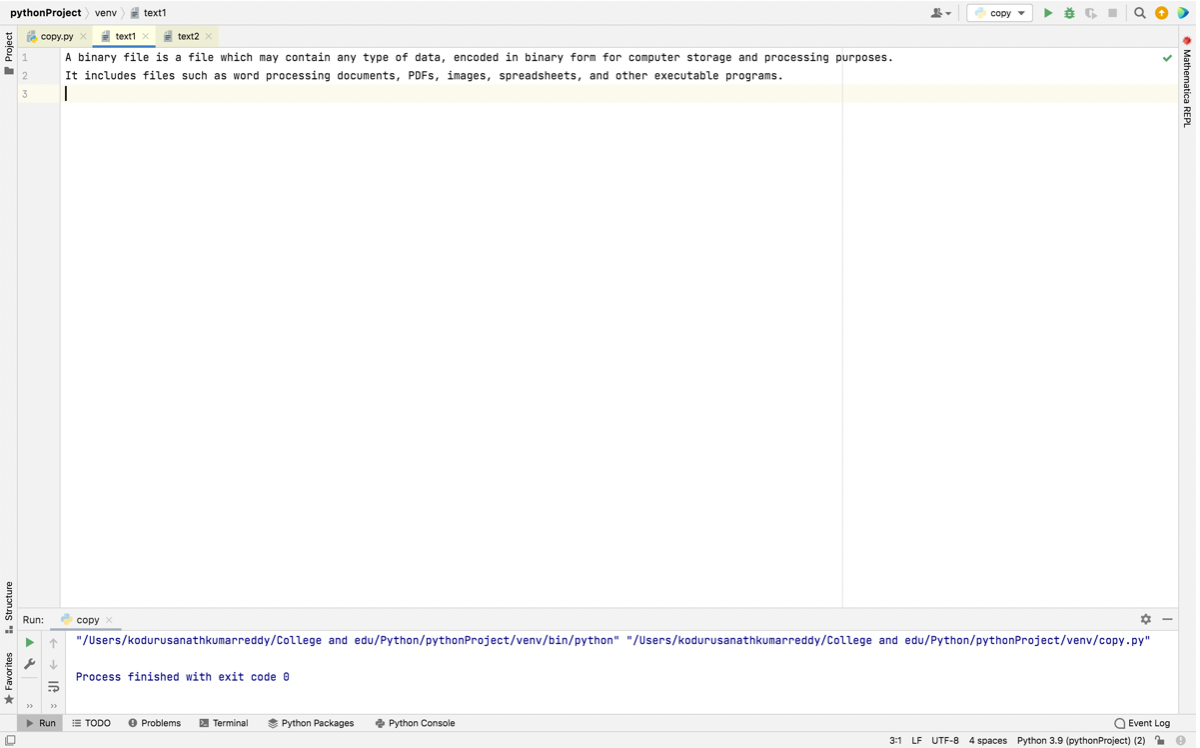 pythonProject venv text1
copy
copy.py text1 text2
Project
1 A binary file is a file which may contain any type of data, encoded in binary form for computer storage and processing purposes.
2 It includes files such as word processing documents, PDFs, images, spreadsheets, and other executable programs.
3
Mathematica REPL
Structure
Favorites
Run: copy
"/Users/kodurusanathkumarreddy/College and edu/Python/pythonProject/venv/bin/python" "/Users/kodurusanathkumarreddy/College and edu/Python/pythonProject/venv/copy.py"
Process finished with exit code 0
Run TODO Problems Terminal Python Packages Python Console Event Log
3:1 LF UTF-8 4 spaces Python 3.9 (pythonProject) (2)